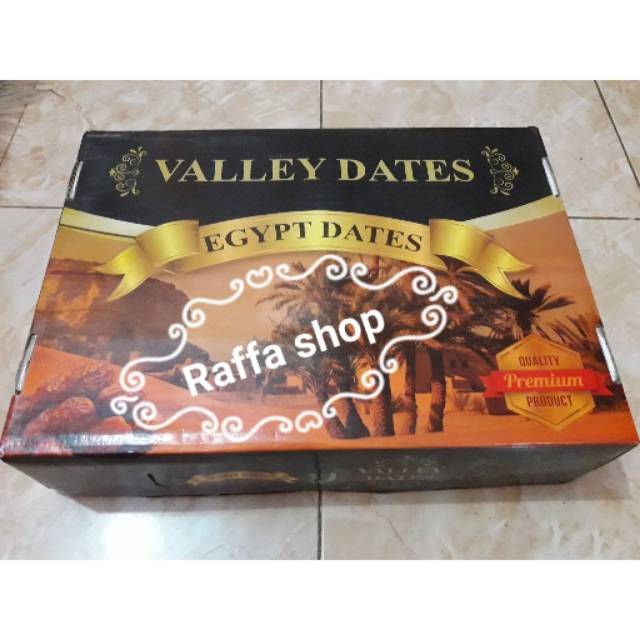 VALLEY DATES
EGYPT DATES
Raffa shop
QUALITY
Premium
PRODUCT
VALLEY
DATES